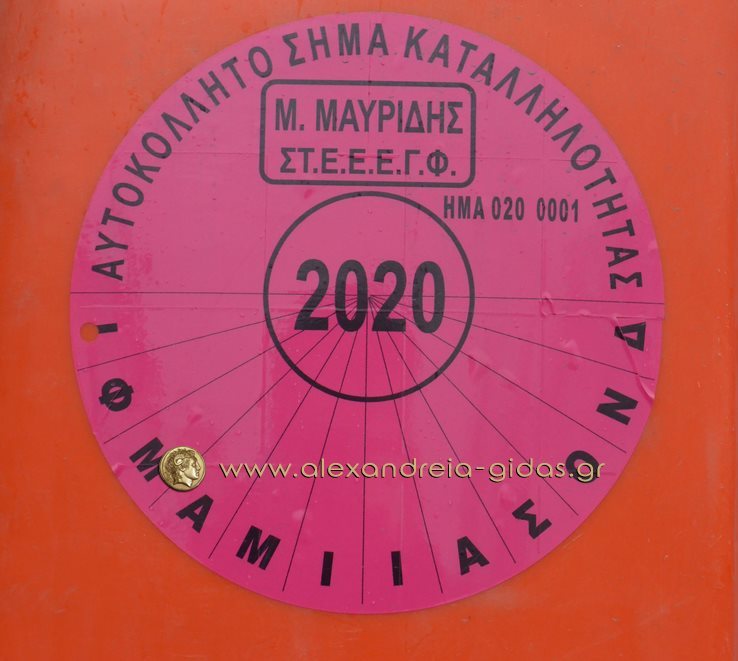 ΑΥΤΟΚΟΛΛΗΤΟ ΣΗΜΑ ΚΑΤΑΛΛΗΛΟΤΗΤΑΣ
Μ. ΜΑΥΡΙΔΗΣ
ΣΤ.Ε.Ε.Ε.Γ.Φ.
ΗΜΑ 020 0001
2020
Ι Φ Μ Α Μ Ι Ι Α Σ Ο Ν Δ
www.alexandreia-gidas.gr